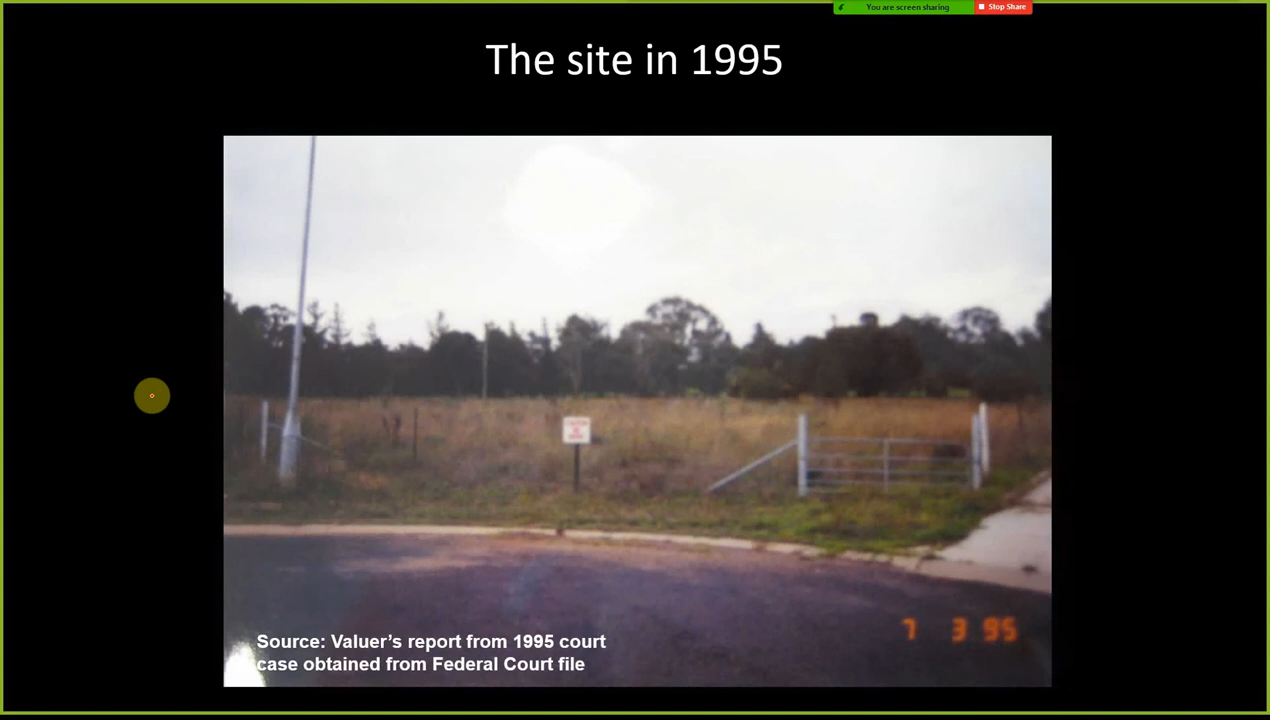 You are screen sharing
Stop Share
The site in 1995
Source: Valuer’s report from 1995 court
case obtained from Federal Court file
7 3 95